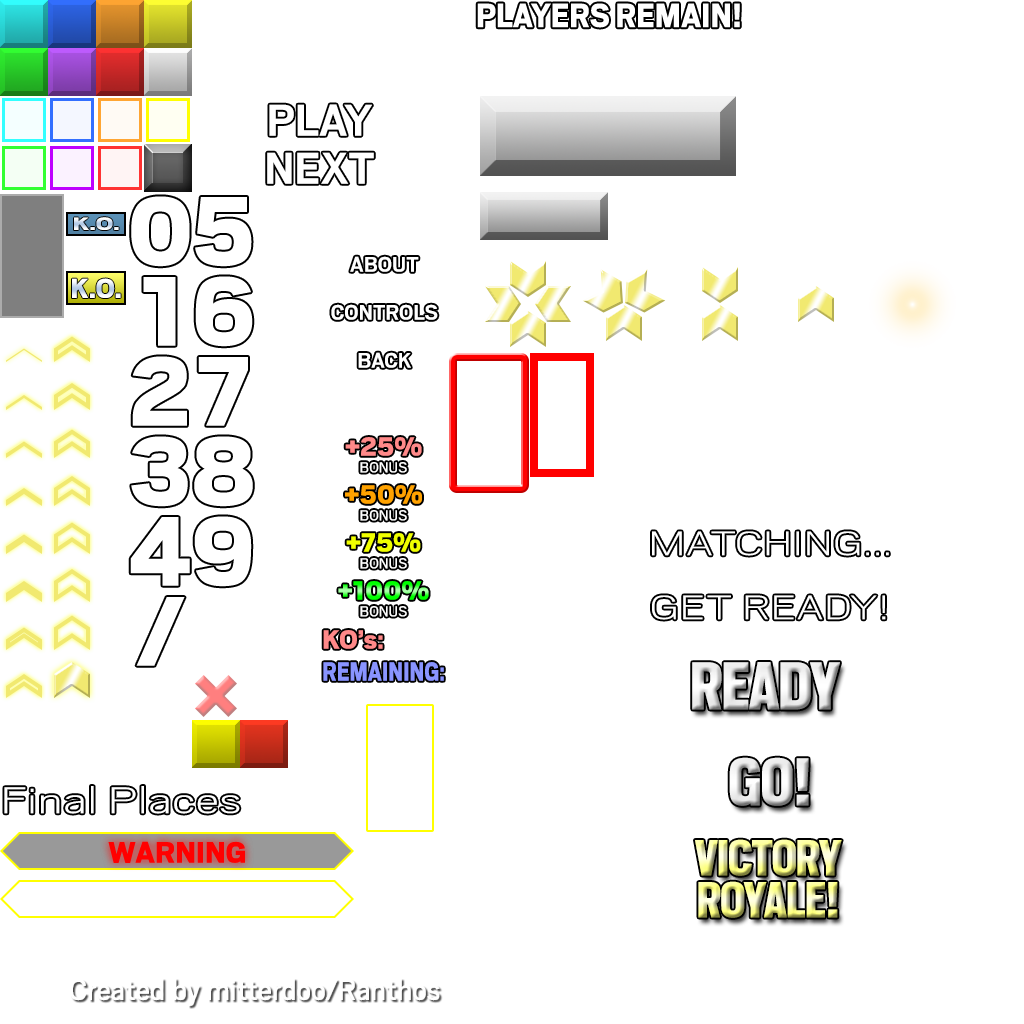 PLAYERS REMAIN!
PLAY
NEXT
K.O.
05
K.O.
16
ABOUT
CONTROLS
27
BACK
38
+25%
BONUS
+50%
BONUS
49
+75%
BONUS
+100%
BONUS
/
KO's:
REMAINING:
MATCHING...
GET READY!
READY
GO!
Final Places
WARNING
VICTORY
ROYALE!
Created by mitterdoo/Ranthos